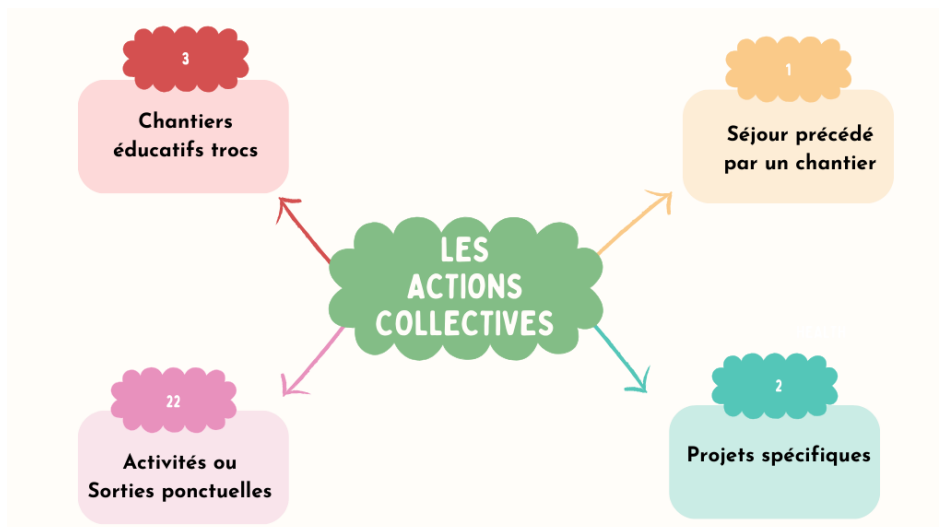 3
Chantiers
éducatifs trocs
1
Séjour précédé
par un chantier
LES
ACTIONS
COLLECTIVES
22
Activités ou
Sorties ponctuelles
2
Projets spécifiques